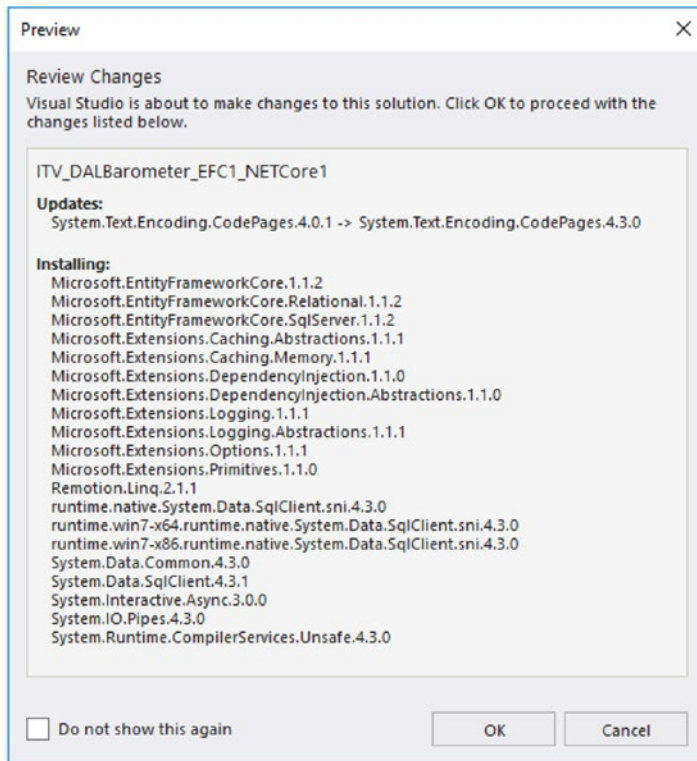 Preview
Review Changes
Visual Studio is about to make changes to this solution. Click OK to proceed with the
changes listed below.
ITV_DALBarometer_EFC1_NETCore1
Updates:
System.Text.Encoding.CodePages.4.0.1 -> System.Text.Encoding.CodePages.4.3.0
Installing:
Microsoft.EntityFrameworkCore.1.1.2
Microsoft.EntityFrameworkCore.Relational.1.1.2
Microsoft.EntityFrameworkCore.SqlServer.1.1.2
Microsoft.Extensions.Caching.Abstractions.1.1.1
Microsoft.Extensions.Caching.Memory.1.1.1
Microsoft.Extensions.DependencyInjection.1.1.0
Microsoft.Extensions.DependencyInjection.Abstractions.1.1.0
Microsoft.Extensions.Logging.1.1.1
Microsoft.Extensions.Logging.Abstractions.1.1.1
Microsoft.Extensions.Options.1.1.1
Microsoft.Extensions.Primitives.1.1.0
Remotion.Linq.2.1.1
runtime.native.System.Data.SqlClient.sni.4.3.0
runtime.win7-x64.runtime.native.System.Data.SqlClient.sni.4.3.0
runtime.win7-x86.runtime.native.System.Data.SqlClient.sni.4.3.0
System.Data.Common.4.3.0
System.Data.SqlClient.4.3.1
System.Interactive.Async.3.0.0
System.IO.Pipes.4.3.0
System.Runtime.CompilerServices.Unsafe.4.3.0
Do not show this again
OK
Cancel